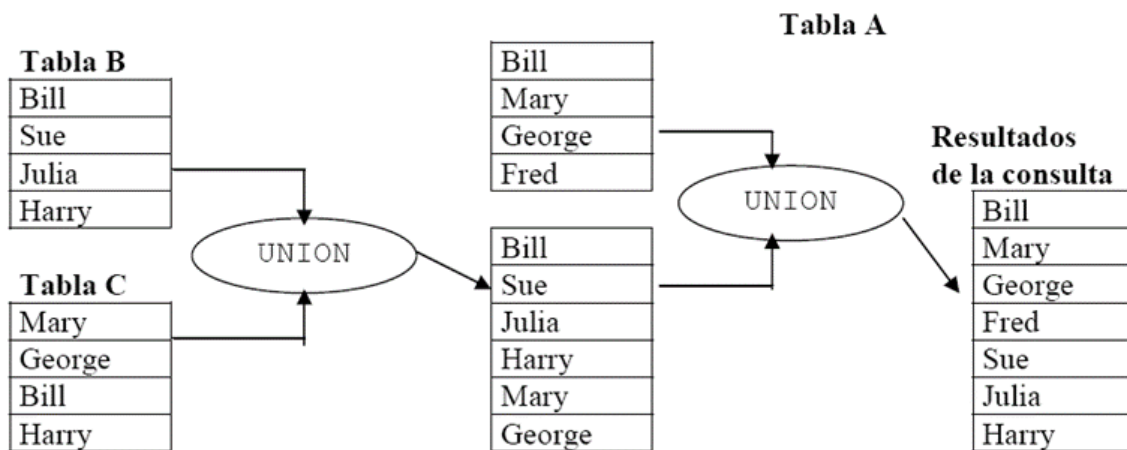 Tabla B
Bill
Sue
Julia
Harry
Tabla C
Mary
George
Bill
Harry
UNION
Tabla A
Bill
Mary
George
Fred
Bill
Sue
Julia
Harry
Mary
George
UNION
Resultados
de la consulta
Bill
Mary
George
Fred
Sue
Julia
Harry